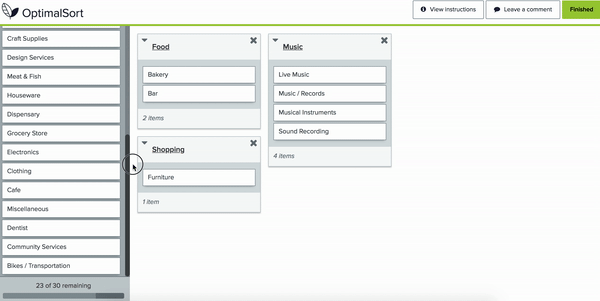 OptimalSort
View instructions
Leave a comment
Finished
Craft Supplies
Design Services
Meat & Fish
Houseware
Dispensary
Grocery Store
Electronics
Clothing
Cafe
Miscellaneous
Dentist
Community Services
Bikes / Transportation
23 of 30 remaining
Food
Bakery
Bar
2 items
Shopping
Furniture
1 item
Music
Live Music
Music / Records
Musical Instruments
Sound Recording
4 items